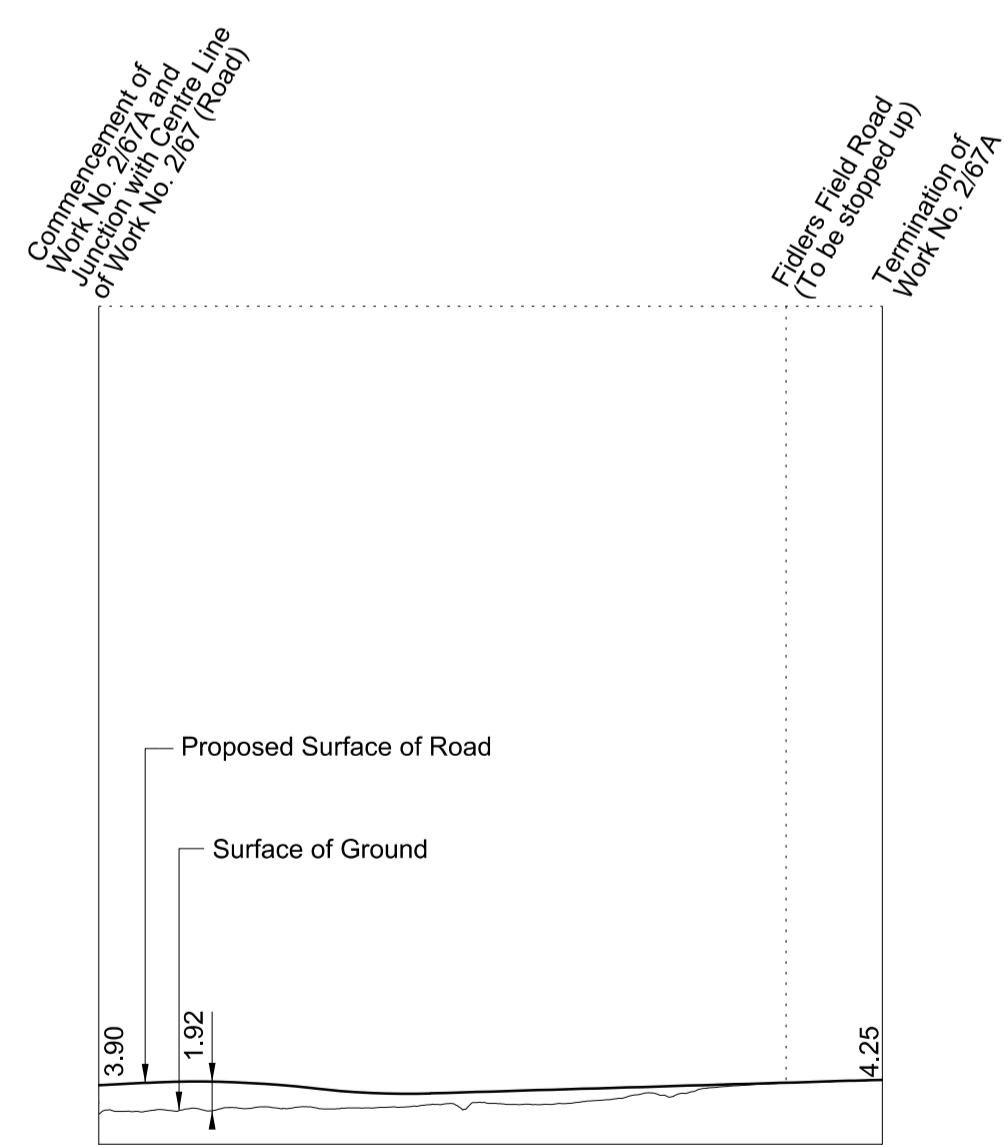 Commencement of
Work No. 2/67A and
Junction with Centre Line
of Work No. 2/67 (Road)
Fidlers Field Road
(To be stopped up)
Termination of
Work No. 2/67A
Proposed Surface of Road
Surface of Ground
3.90
1.92
4.25